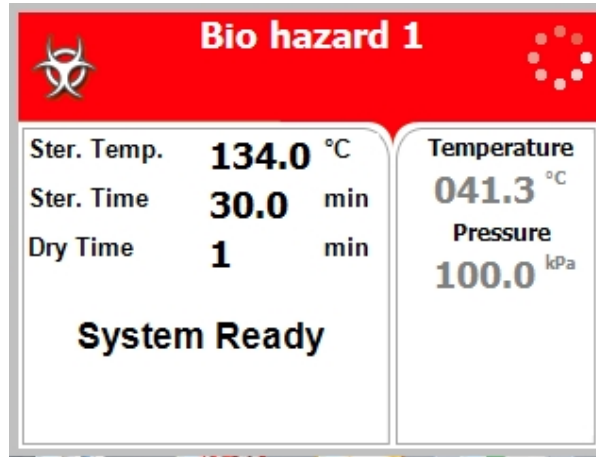 Bio hazard 1
Ster. Temp. 134.0 °C
Ster. Time 30.0 min
Dry Time 1 min
System Ready
Temperature
041.3 °C
Pressure
100.0 kPa